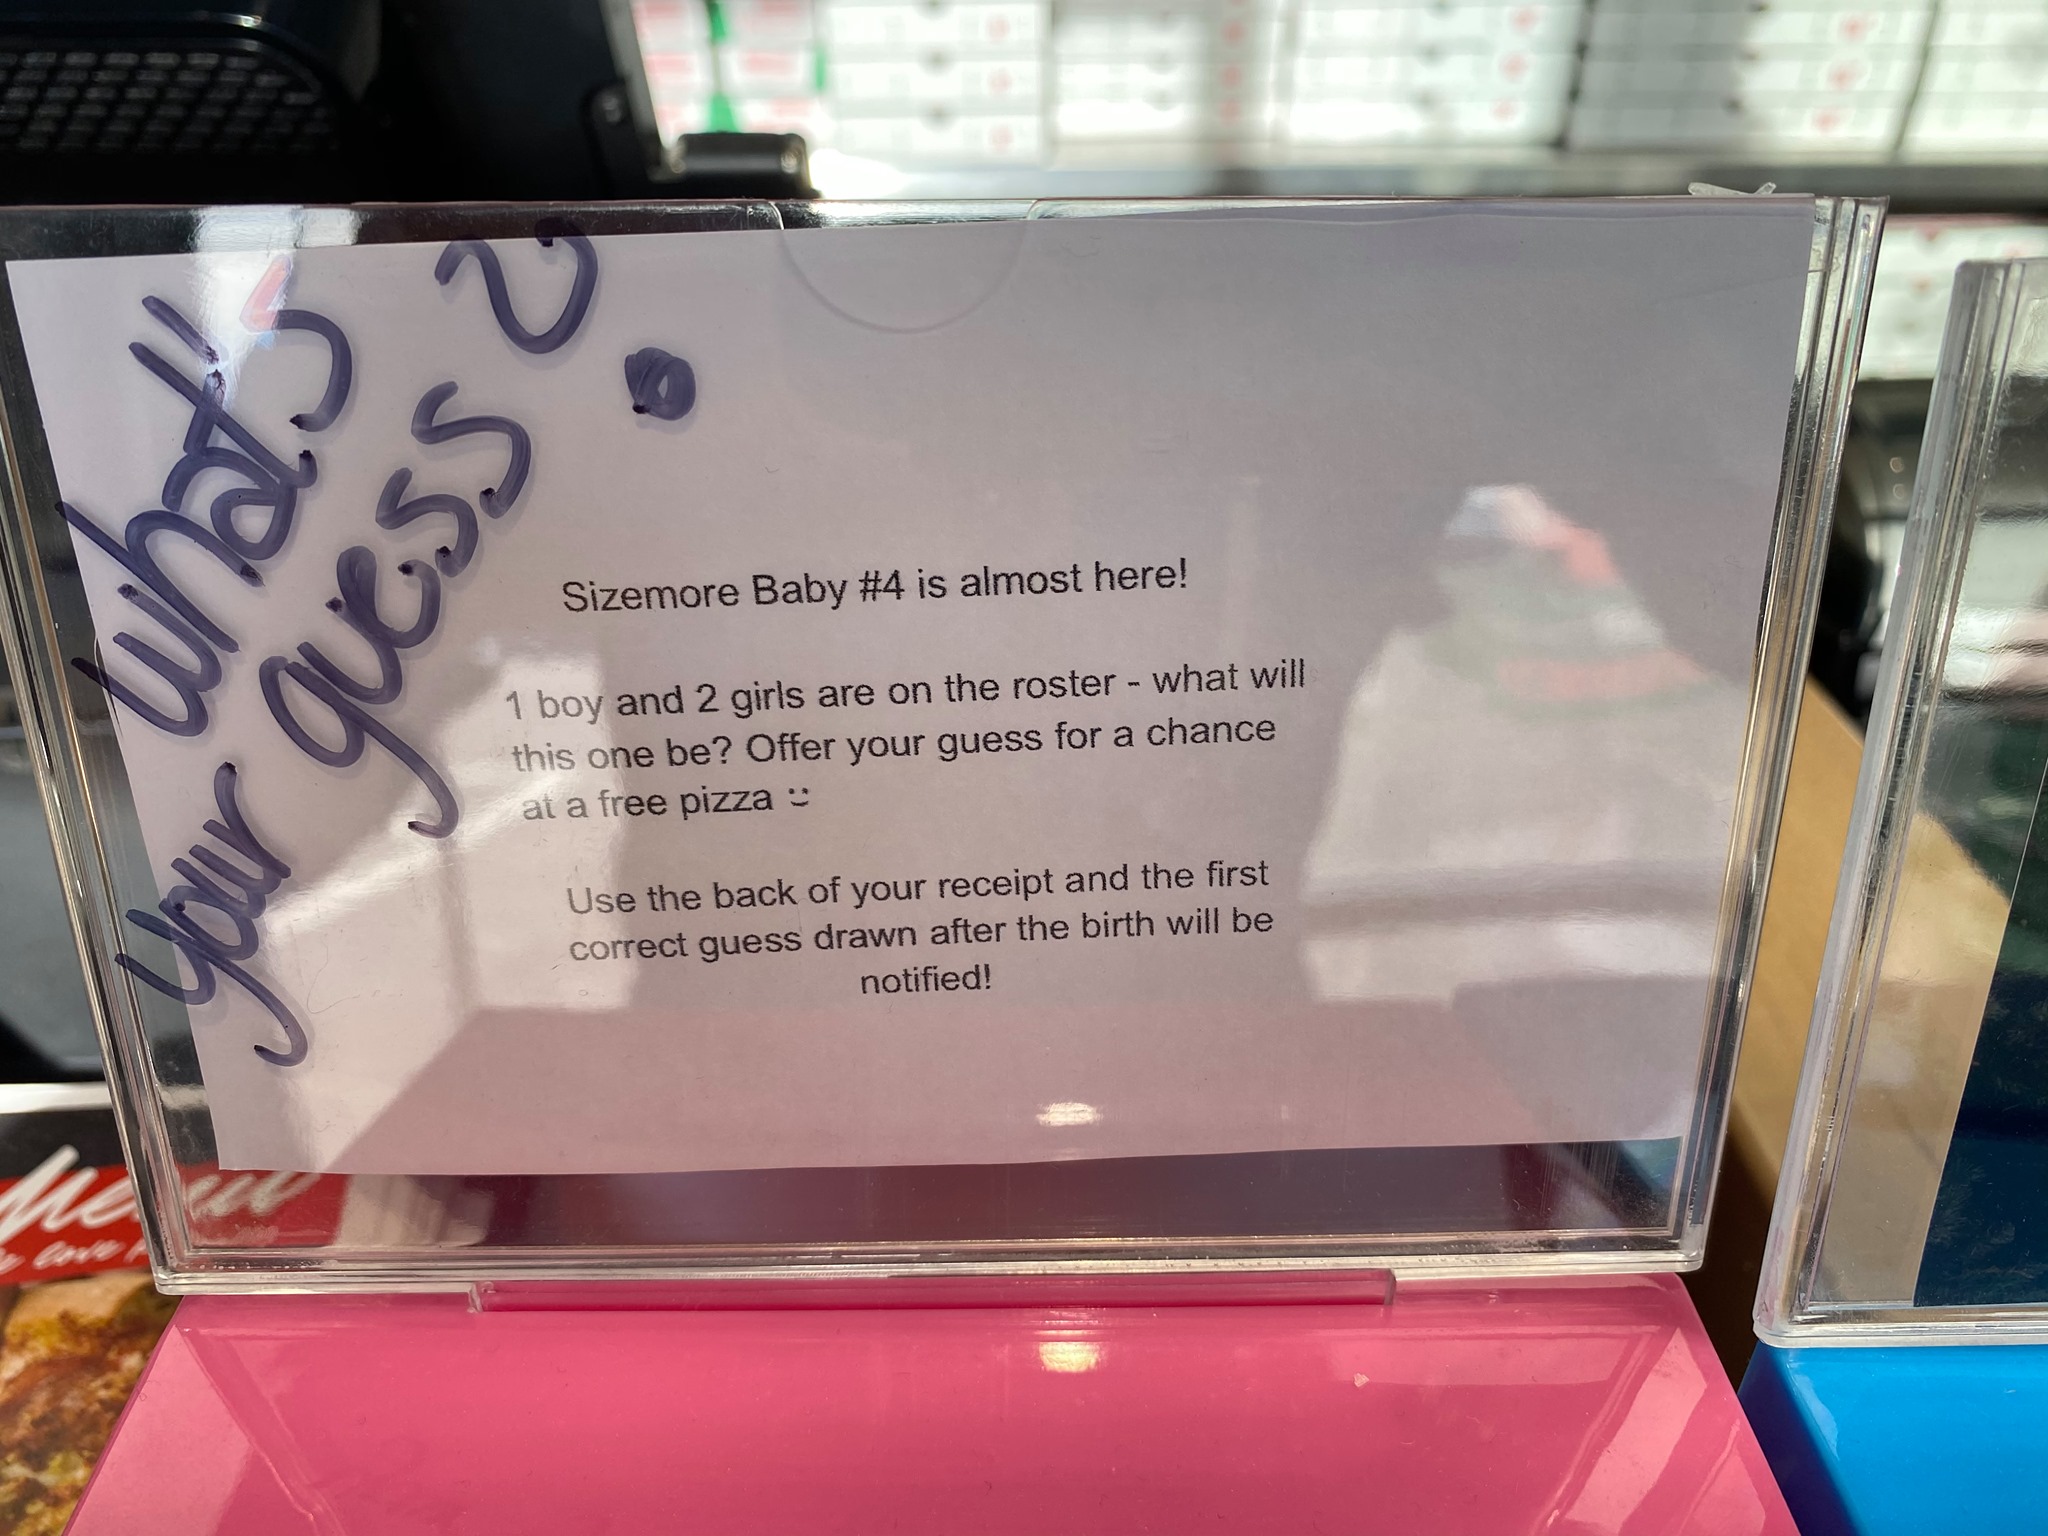 what's
your guess?
Sizemore Baby #4 is almost here!
1 boy and 2 girls are on the roster - what will
this one be? Offer your guess for a chance
at a free pizza
Use the back of your receipt and the first
correct guess drawn after the birth will be
notified!
Menu
love